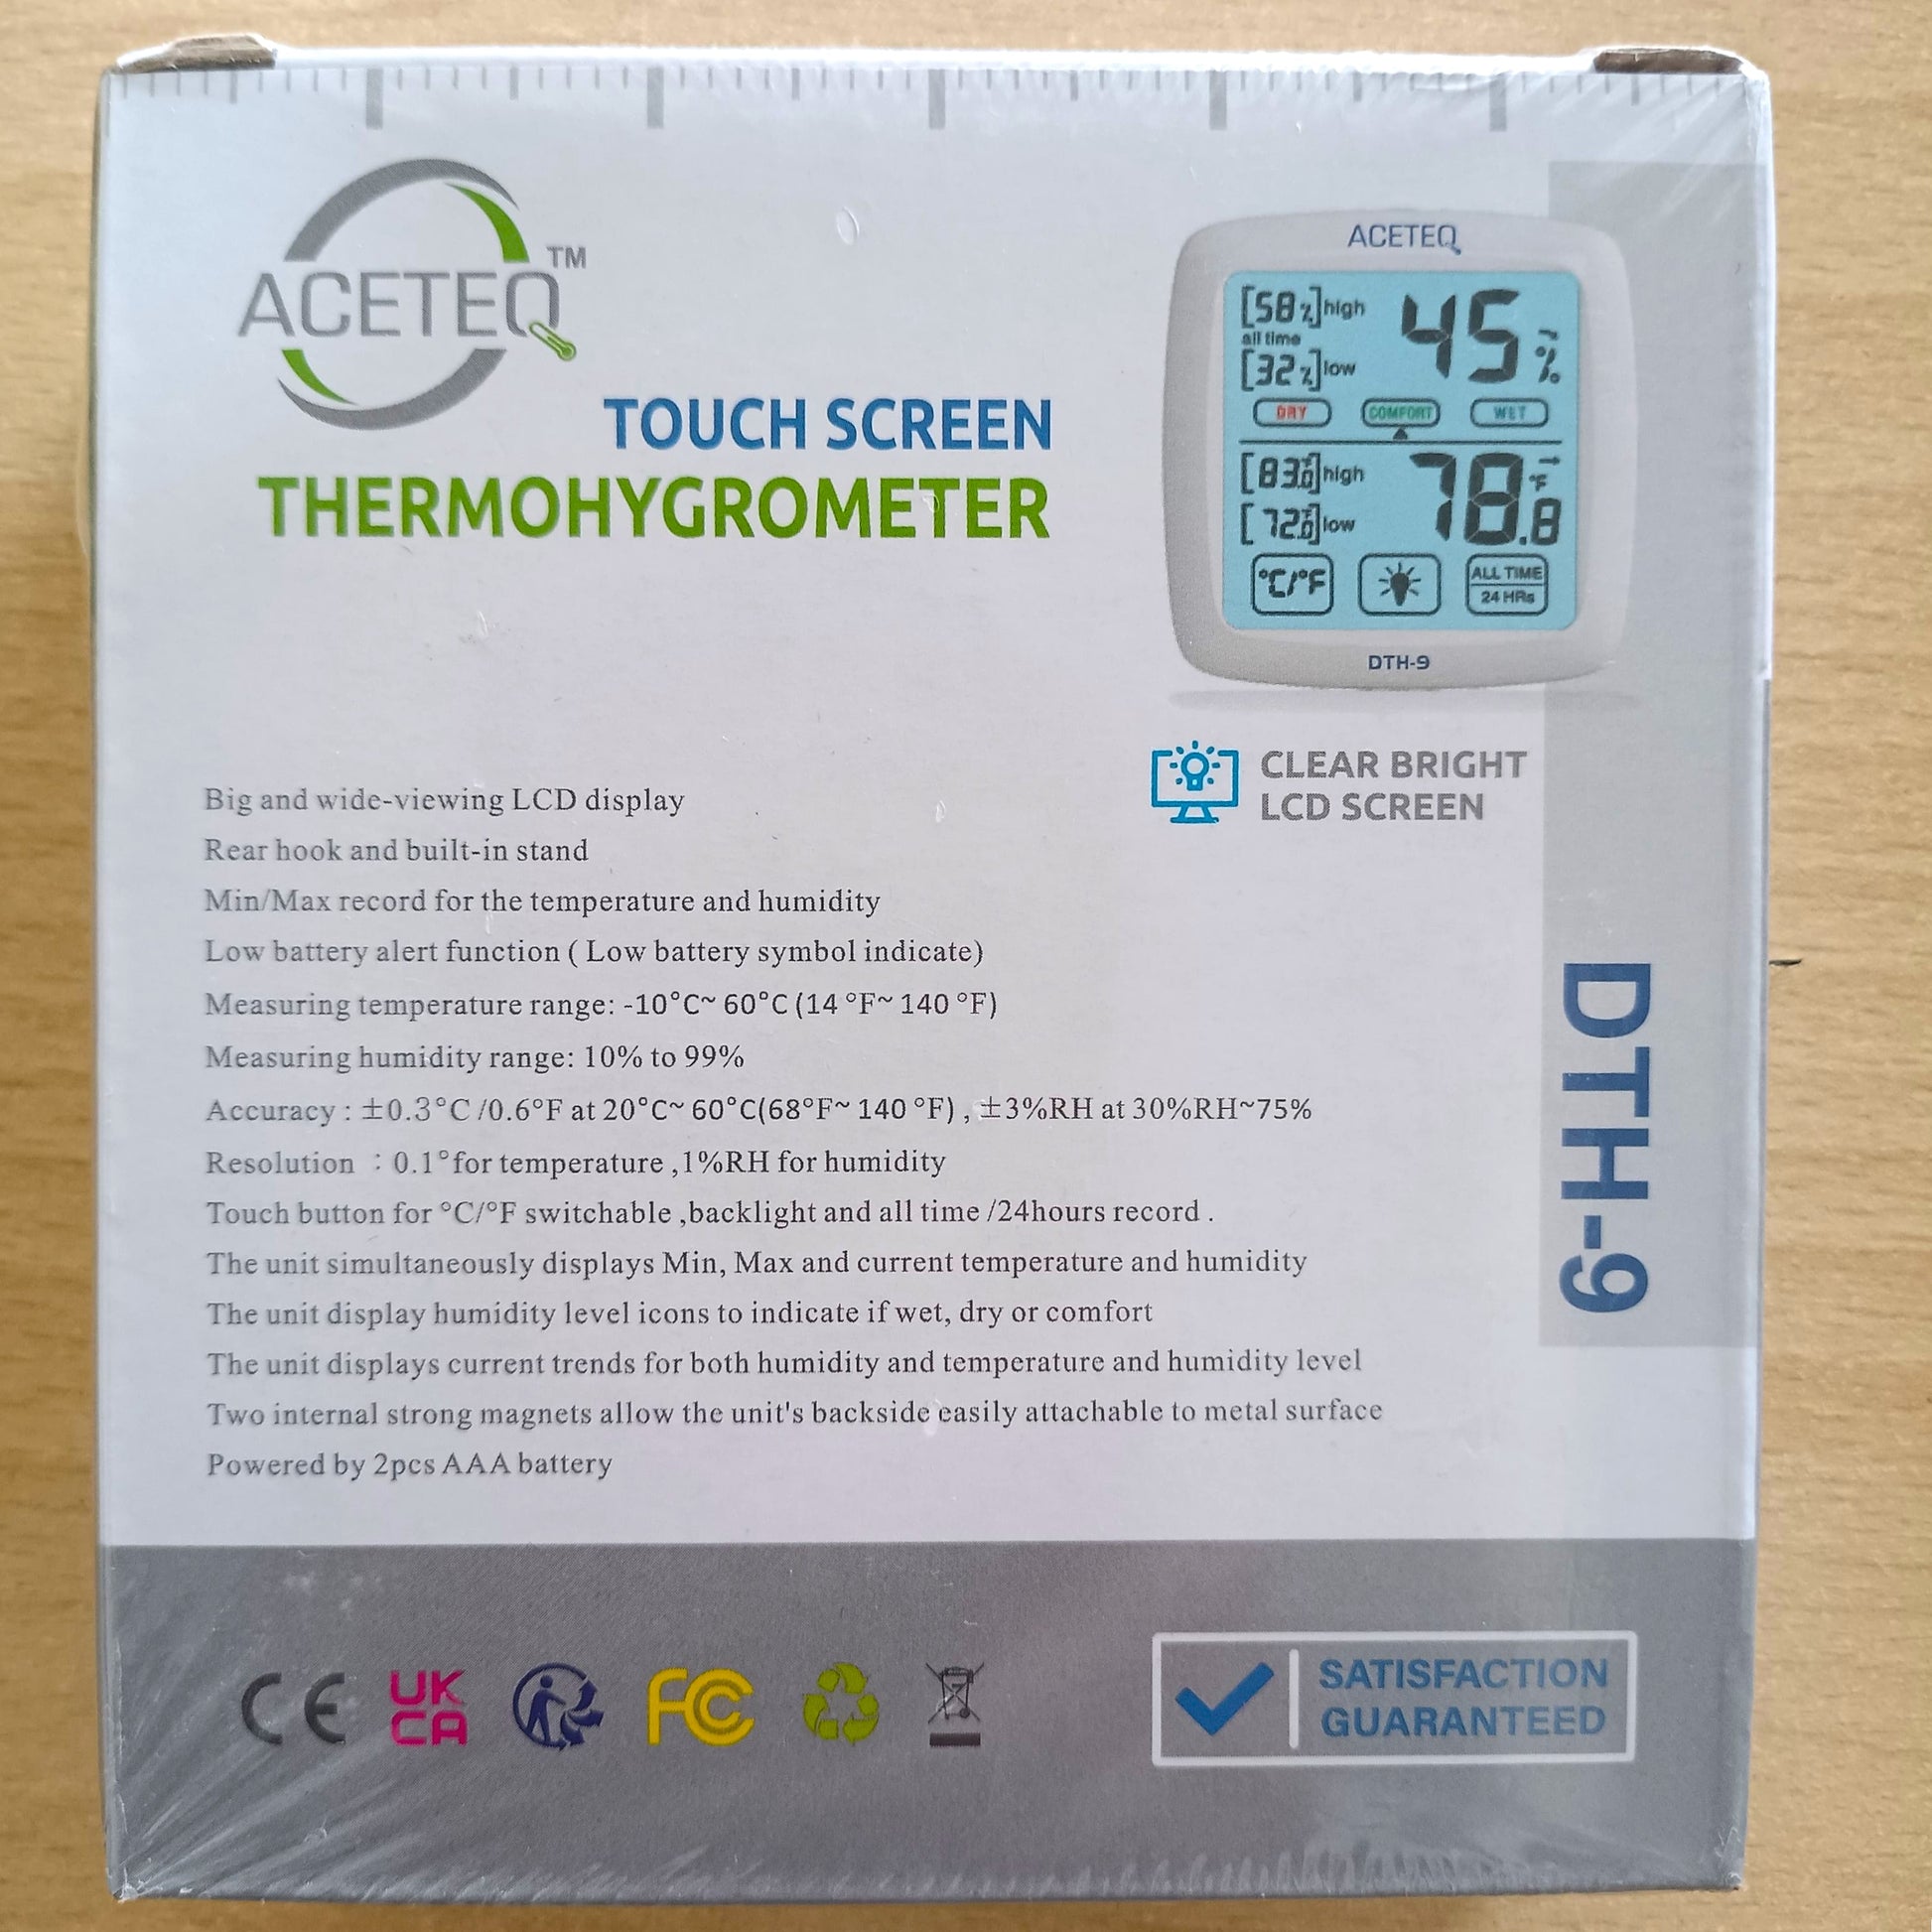 ACETEQ™
TOUCH SCREEN
THERMOHYGROMETER
ACETEQ
[58%]high
45%
all time
[32%]low
DRY
COMFORT
WET
[83.0]high
78.8
°F
[72.0]low
°C/°F
ALL TIME
24 HRs
DTH-9
CLEAR BRIGHT
LCD SCREEN
Big and wide-viewing LCD display
Rear hook and built-in stand
Min/Max record for the temperature and humidity
Low battery alert function ( Low battery symbol indicate)
Measuring temperature range: -10°C~ 60°C (14 °F~ 140 °F)
Measuring humidity range: 10% to 99%
Accuracy : ±0.3°C /0.6°F at 20°C~ 60°C(68°F~ 140 °F) , ±3%RH at 30%RH~75%
Resolution : 0.1°for temperature ,1%RH for humidity
Touch button for °C/°F switchable ,backlight and all time /24hours record .
The unit simultaneously displays Min, Max and current temperature and humidity
The unit display humidity level icons to indicate if wet, dry or comfort
The unit displays current trends for both humidity and temperature and humidity level
Two internal strong magnets allow the unit's backside easily attachable to metal surface
Powered by 2pcs AAA battery
DTH-9
CE
UK
CA
FC
SATISFACTION
GUARANTEED